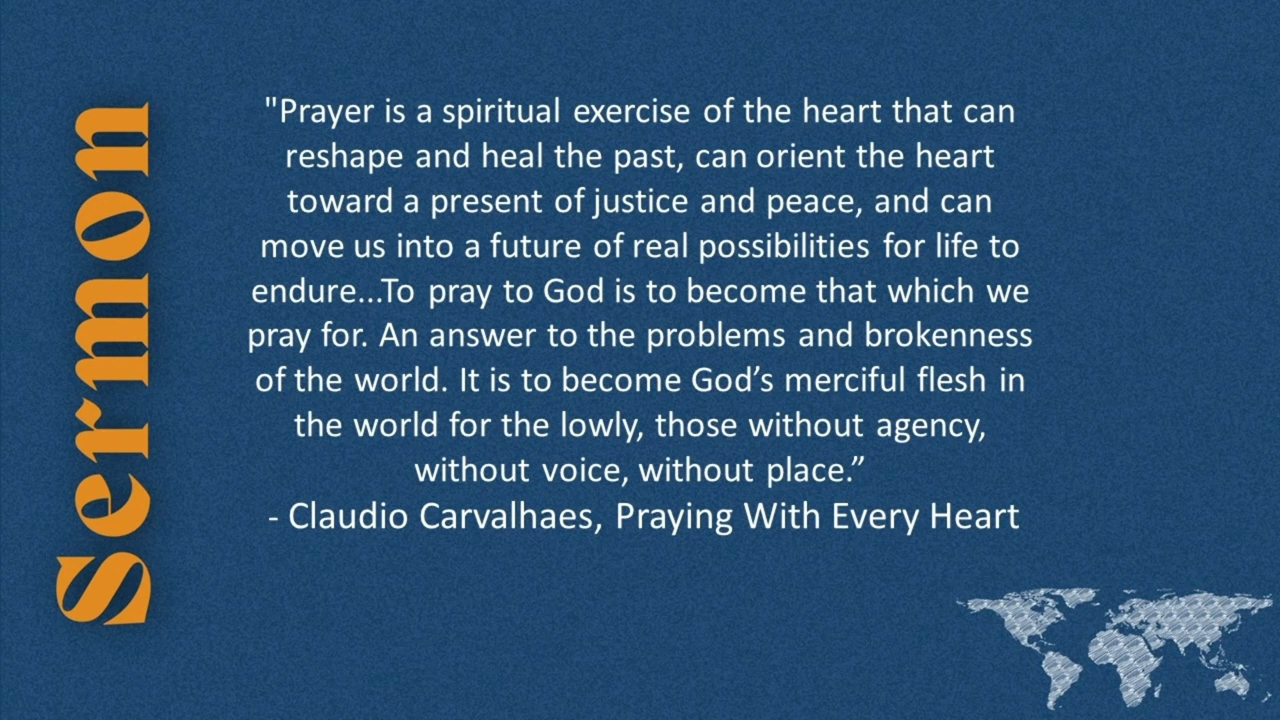 Sermon
"Prayer is a spiritual exercise of the heart that can
reshape and heal the past, can orient the heart
toward a present of justice and peace, and can
move us into a future of real possibilities for life to
endure...To pray to God is to become that which we
pray for. An answer to the problems and brokenness
of the world. It is to become God’s merciful flesh in
the world for the lowly, those without agency,
without voice, without place.”
- Claudio Carvalhaes, Praying With Every Heart